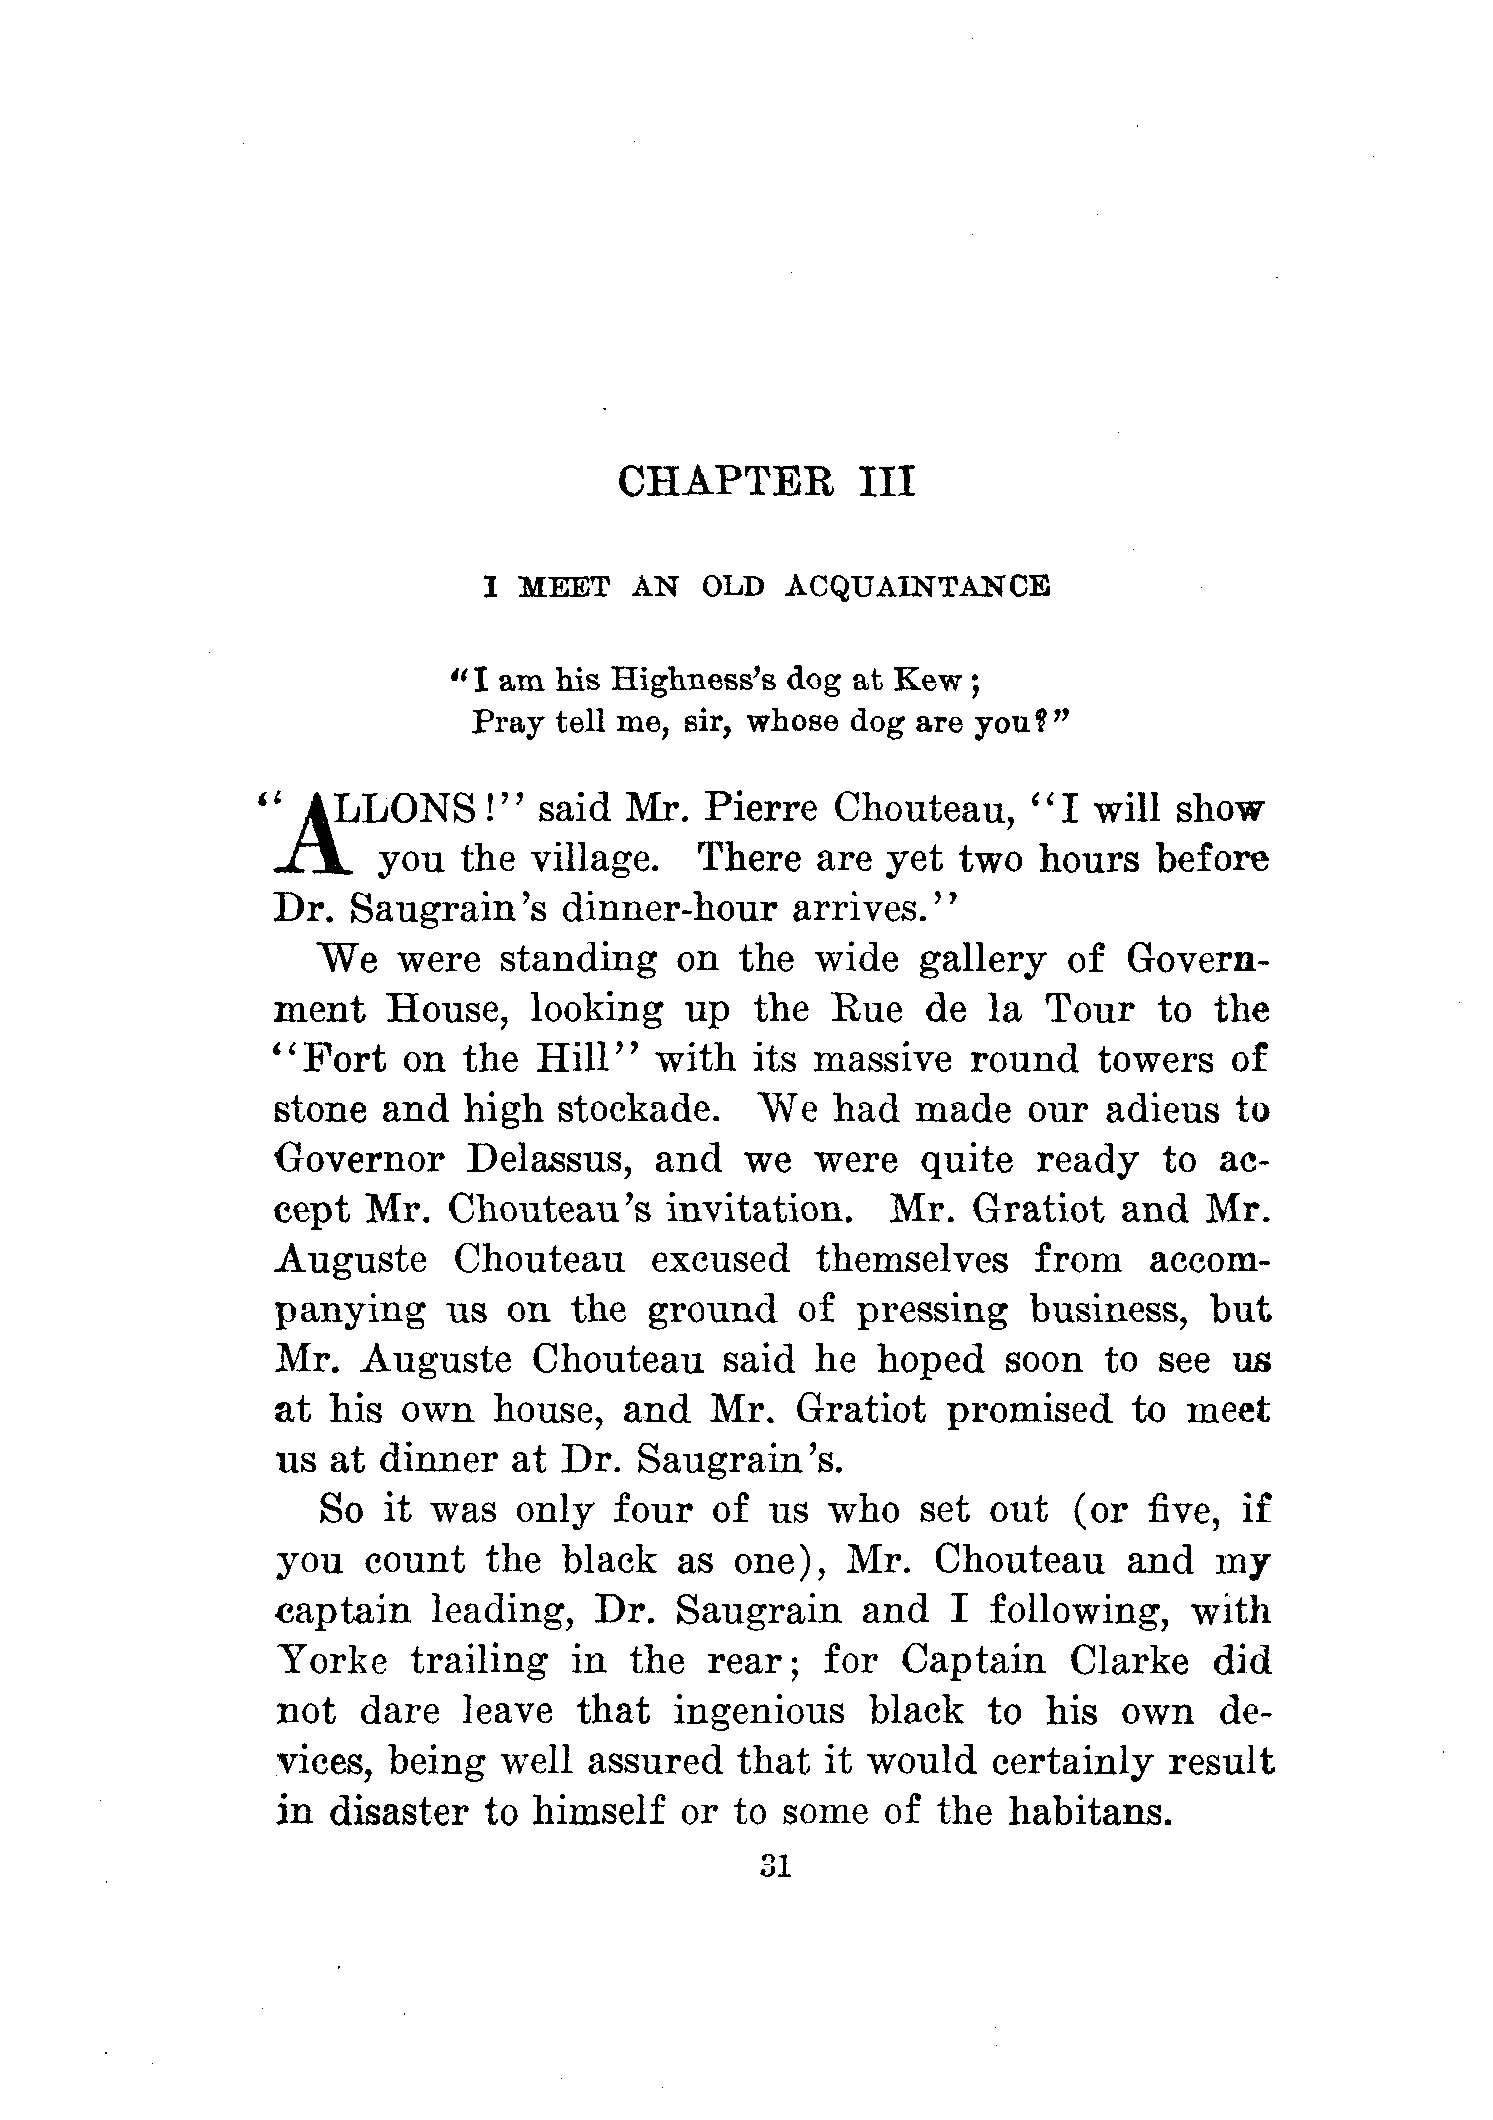 CHAPTER III
I MEET AN OLD ACQUAINTANCE
"I am his Highness's dog at Kew;
Pray tell me, sir, whose dog are you?"
"ALLONS!" said Mr. Pierre Chouteau, "I will show
you the village. There are yet two hours before
Dr. Saugrain's dinner-hour arrives."
We were standing on the wide gallery of Govern-
ment House, looking up the Rue de la Tour to the
"Fort on the Hill" with its massive round towers of
stone and high stockade. We had made our adieus to
Governor Delassus, and we were quite ready to ac-
cept Mr. Chouteau's invitation. Mr. Gratiot and Mr.
Auguste Chouteau excused themselves from accom-
panying us on the ground of pressing business, but
Mr. Auguste Chouteau said he hoped soon to see us
at his own house, and Mr. Gratiot promised to meet
us at dinner at Dr. Saugrain's.
So it was only four of us who set out (or five, if
you count the black as one), Mr. Chouteau and my
captain leading, Dr. Saugrain and I following, with
Yorke trailing in the rear; for Captain Clarke did
not dare leave that ingenious black to his own de-
vices, being well assured that it would certainly result
in disaster to himself or to some of the habitans.
31